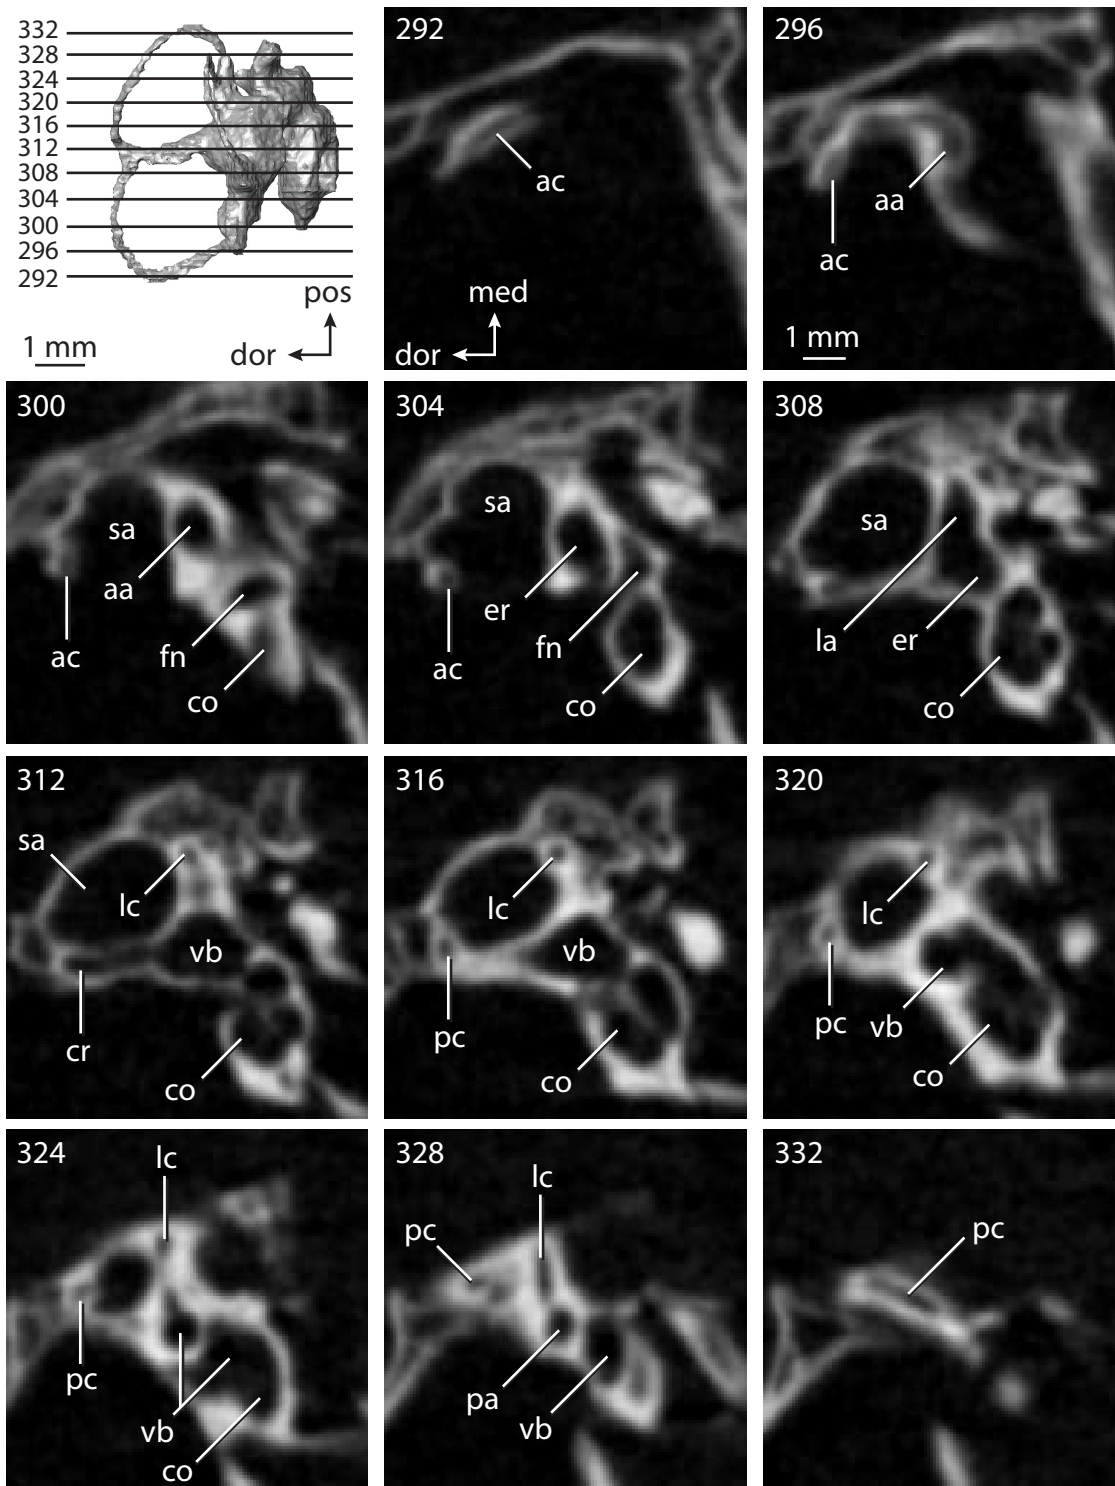 332
328
324
320
316
312
308
304
300
296
292
pos
dor
1 mm
292
ac
med
dor
296
aa
ac
1 mm
300
sa
aa
ac
fn
co
304
sa
er
fn
ac
co
308
sa
la
er
co
312
sa
lc
vb
cr
co
316
lc
vb
pc
co
320
lc
pc
vb
co
324
lc
pc
vb
co
328
lc
pc
pa
vb
332
pc